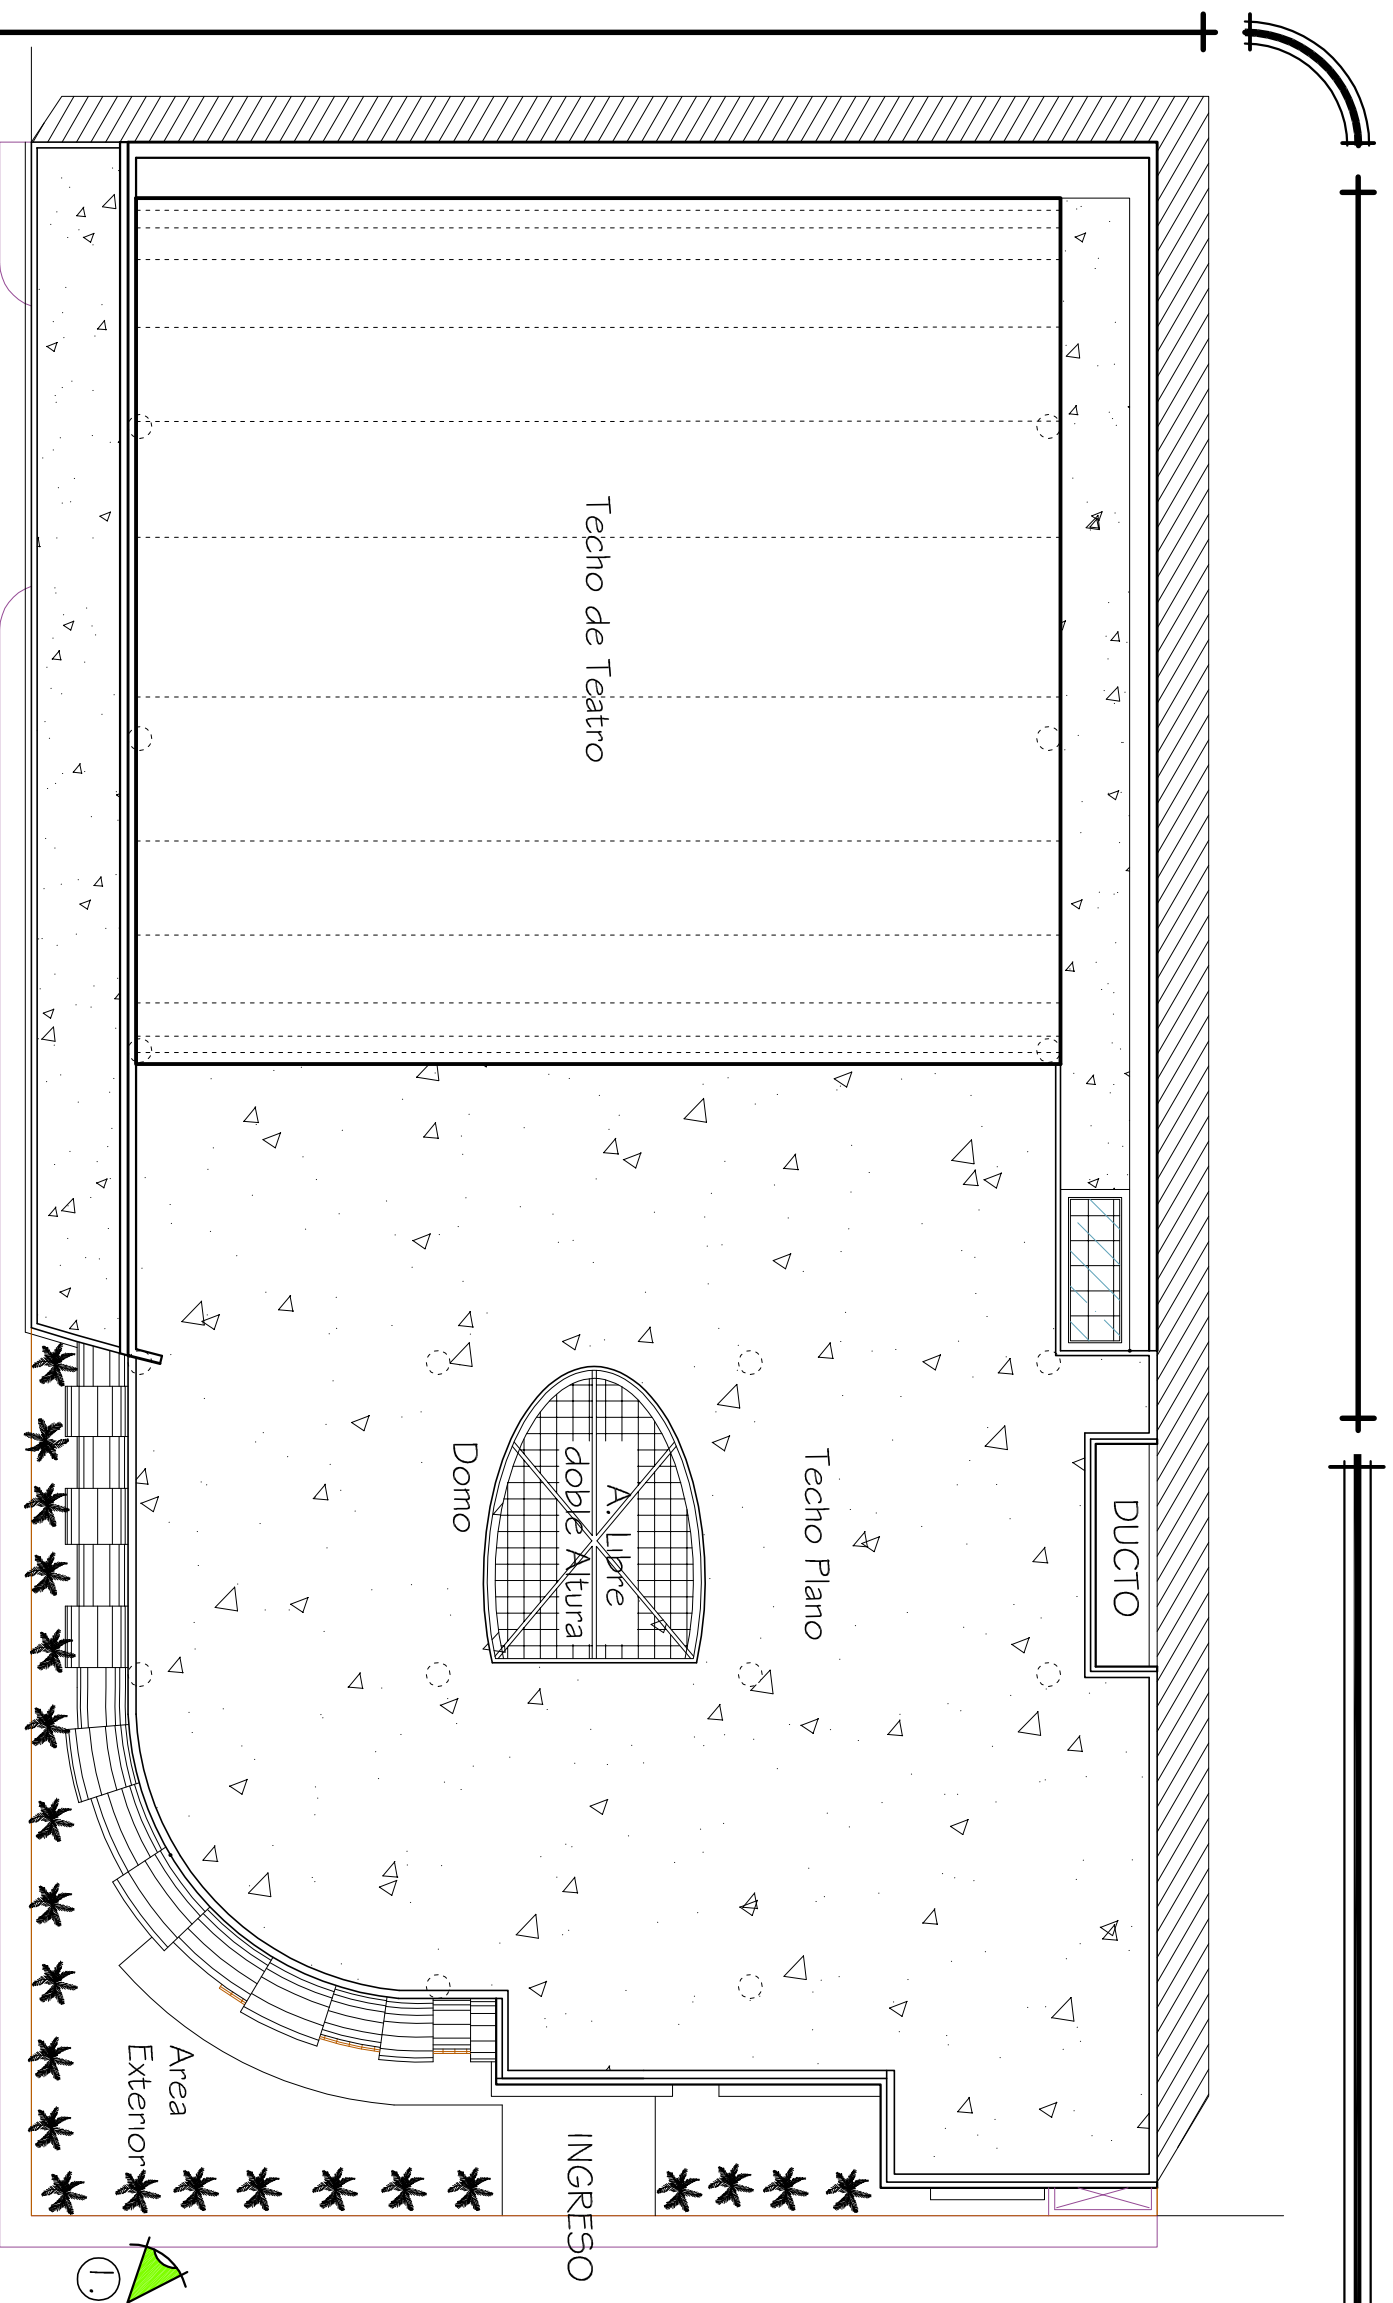 Techo de Teatro
Techo Plano
DUCTO
A. Libre
doble Altura
Domo
Area
Exterior
INGRESO
1.